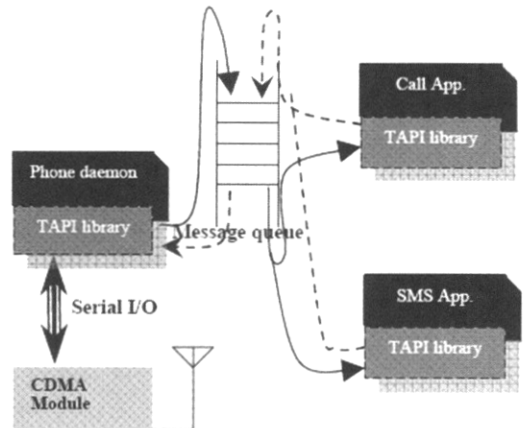 Call App.
TAPI library
Phone daemon
TAPI library
Message queue
Serial I/O
SMS App.
TAPI library
CDMA
Module